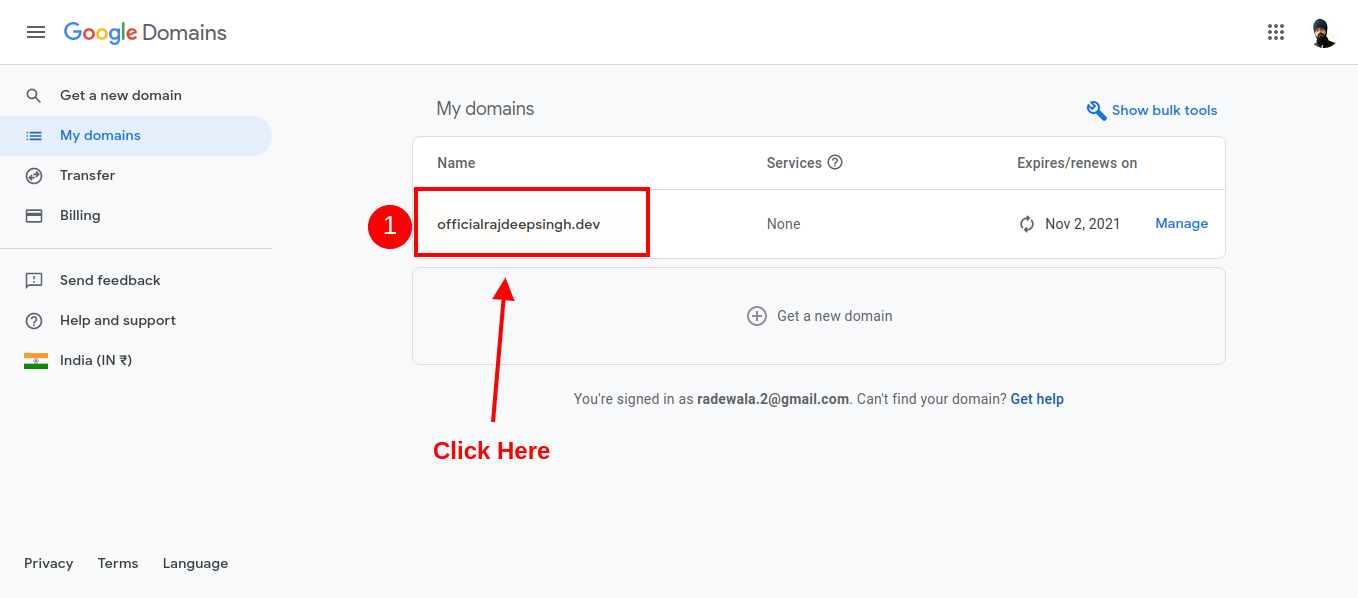 Google Domains
Get a new domain
My domains
Transfer
Billing
Send feedback
Help and support
India (IN ₹)
Privacy Terms Language
My domains
Show bulk tools
Name Services Expires/renews on
1
officialrajdeepsingh.dev None Nov 2, 2021 Manage
Get a new domain
You're signed in as radewala.2@gmail.com. Can't find your domain? Get help
Click Here